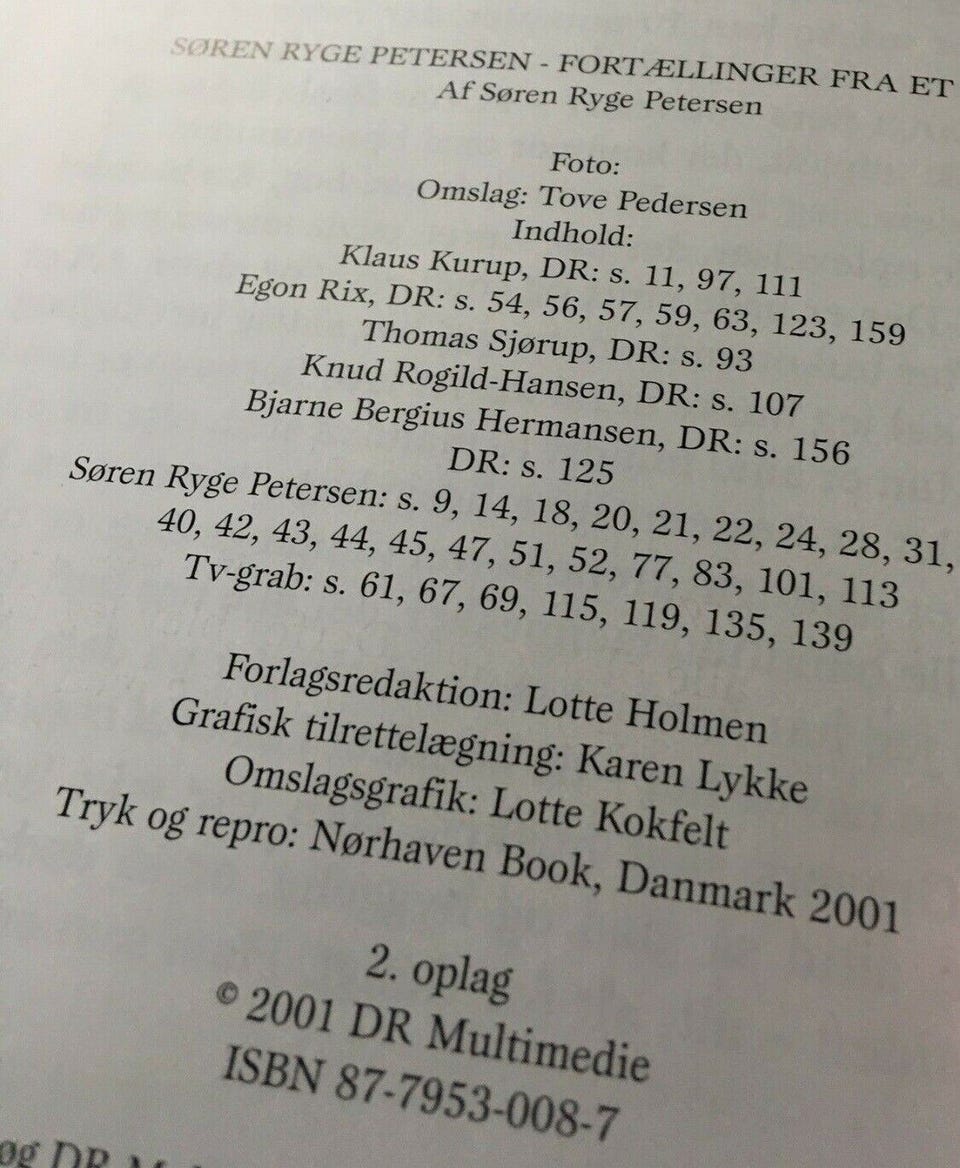 SØREN RYGE PETERSEN - FORTÆLLINGER FRA ET
Af Søren Ryge Petersen
Foto:
Omslag: Tove Pedersen
Indhold:
Klaus Kurup, DR: s. 11, 97, 111
Egon Rix, DR: s. 54, 56, 57, 59, 63, 123, 159
Thomas Sjørup, DR: s. 93
Knud Rogild-Hansen, DR: s. 107
Bjarne Bergius Hermansen, DR: s. 156
DR: s. 125
Søren Ryge Petersen: s. 9, 14, 18, 20, 21, 22, 24, 28, 31,
40, 42, 43, 44, 45, 47, 51, 52, 77, 83, 101, 113
Tv-grab: s. 61, 67, 69, 115, 119, 135, 139
Forlagsredaktion: Lotte Holmen
Grafisk tilrettelægning: Karen Lykke
Omslagsgrafik: Lotte Kokfelt
Tryk og repro: Nørhaven Book, Danmark 2001
2. oplag
© 2001 DR Multimedie
ISBN 87-7953-008-7
DR